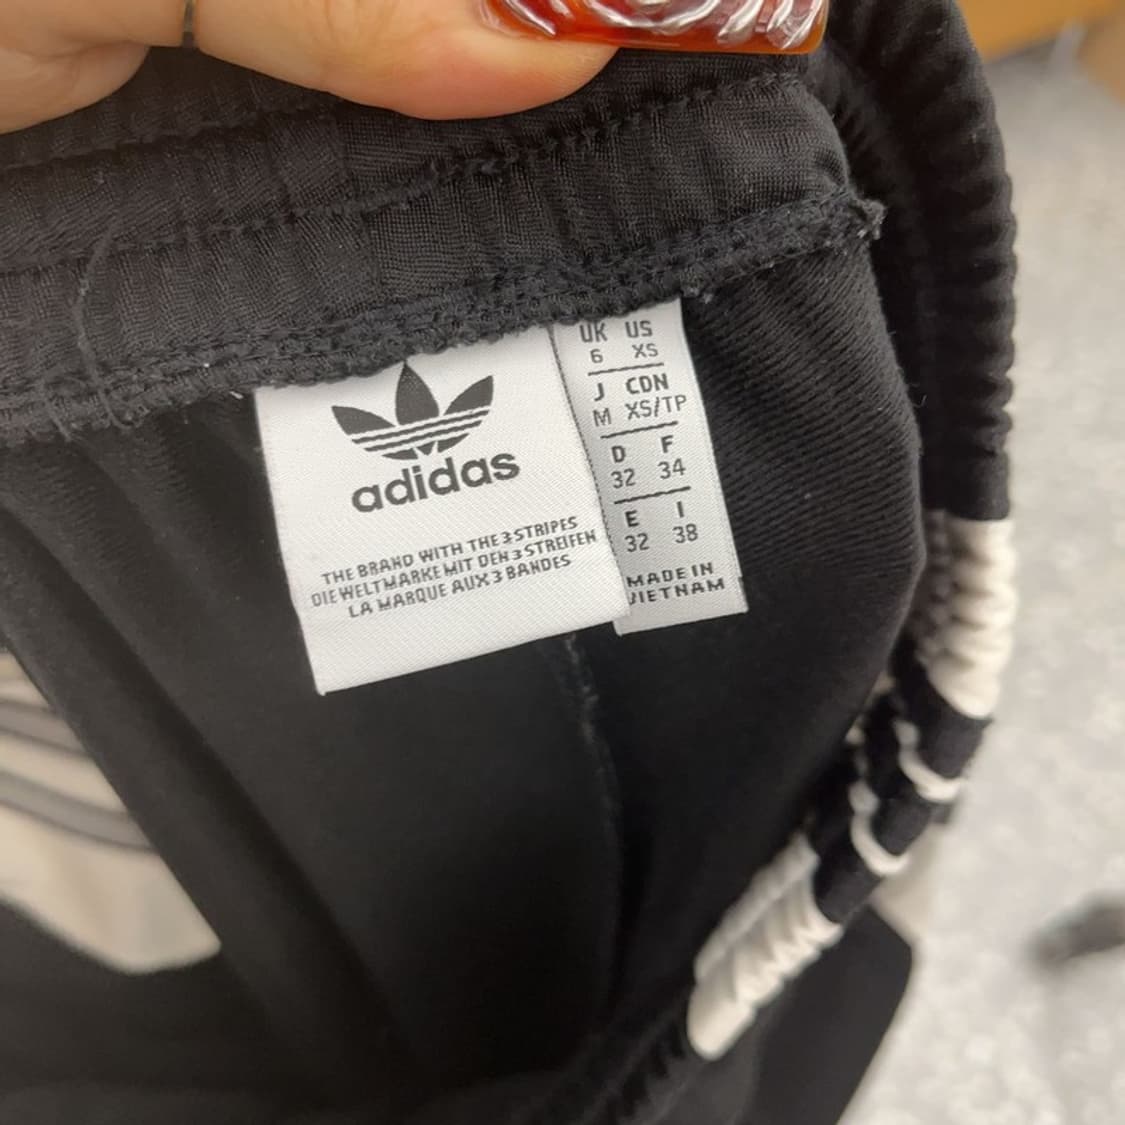 adidas
THE BRAND WITH THE 3 STRIPES
DIE WELTMARKE MIT DEN 3 STREIFEN
LA MARQUE AUX 3 BANDES
UK US
6 XS
J CDN
M XS/TP
D F
32 34
E I
32 38
MADE IN
VIETNAM